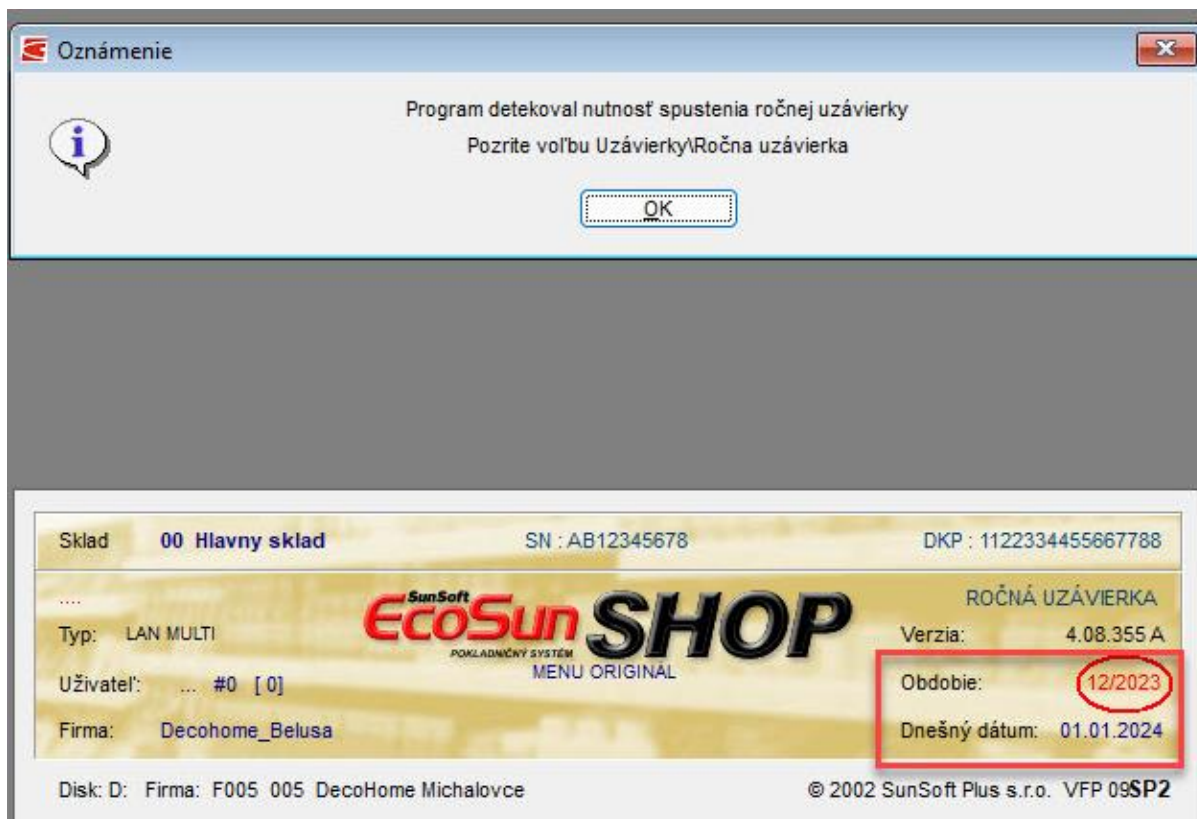 Oznámenie
Program detekoval nutnosť spustenia ročnej uzávierky
Pozrite voľbu Uzávierky\Ročna uzávierka
OK
Sklad 00 Hlavny sklad SN : AB12345678 DKP : 1122334455667788
....
SunSoft
EcoSun SHOP
POKLADNIČNÝ SYSTÉM
MENU ORIGINAL
ROČNÁ UZÁVIERKA
Typ: LAN MULTI
Verzia: 4.08.355 A
Užívateľ: ... #0 [ 0]
Obdobie: 12/2023
Firma: Decohome_Belusa
Dnešný dátum: 01.01.2024
Disk: D: Firma: F005 005 DecoHome Michalovce © 2002 SunSoft Plus s.r.o. VFP 09SP2